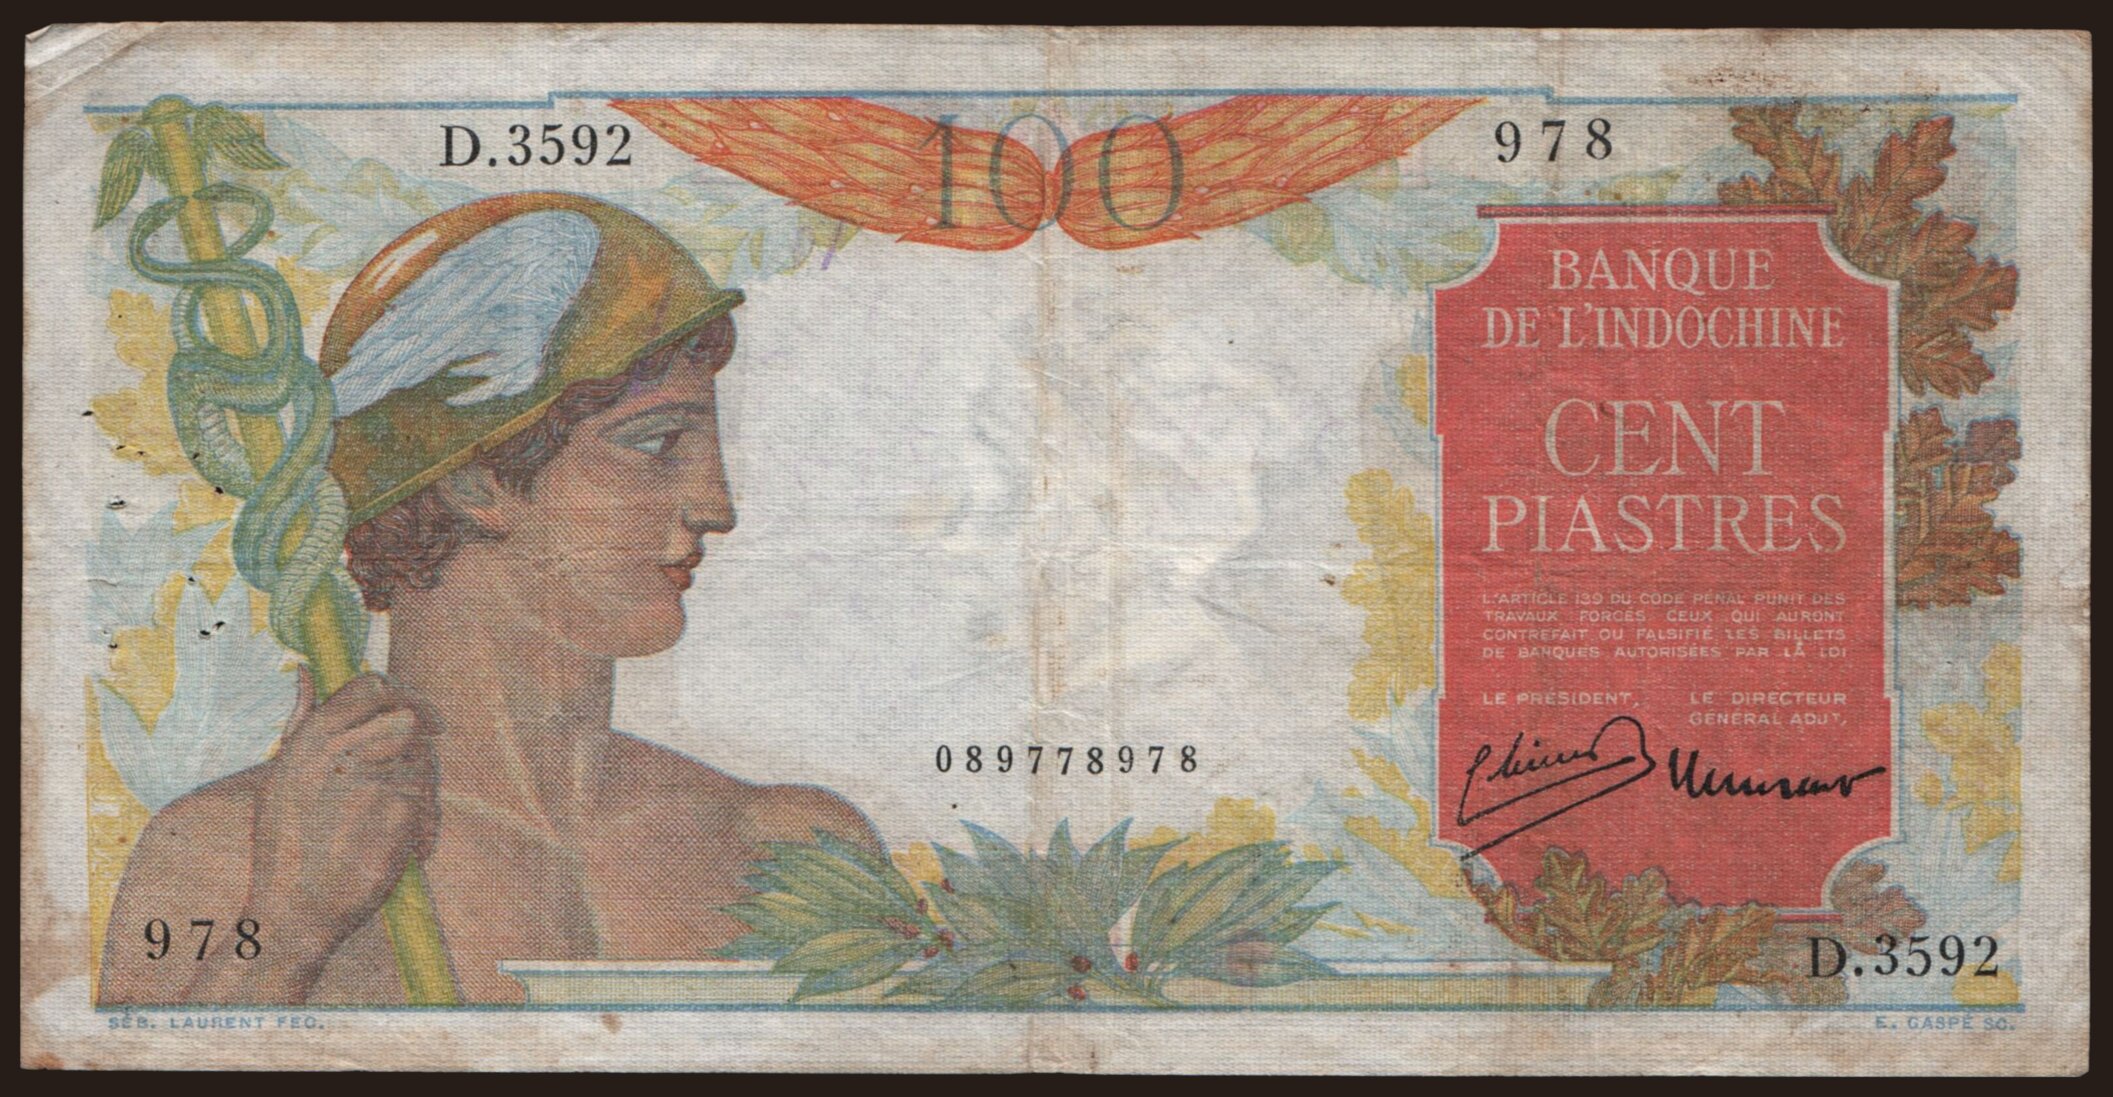 D.3592
100
978
BANQUE
DE L'INDOCHINE
CENT
PIASTRES
L'ARTICLE 139 DU CODE PÉNAL PUNIT DES
TRAVAUX FORCÉS CEUX QUI AURONT
CONTREFAIT OU FALSIFIÉ LES BILLETS
DE BANQUES AUTORISÉES PAR LA LOI
LE PRÉSIDENT, LE DIRECTEUR
GÉNÉRAL ADJT,
089778978
978
D.3592
SÉB. LAURENT FEC.
E. GASPÉ SC.